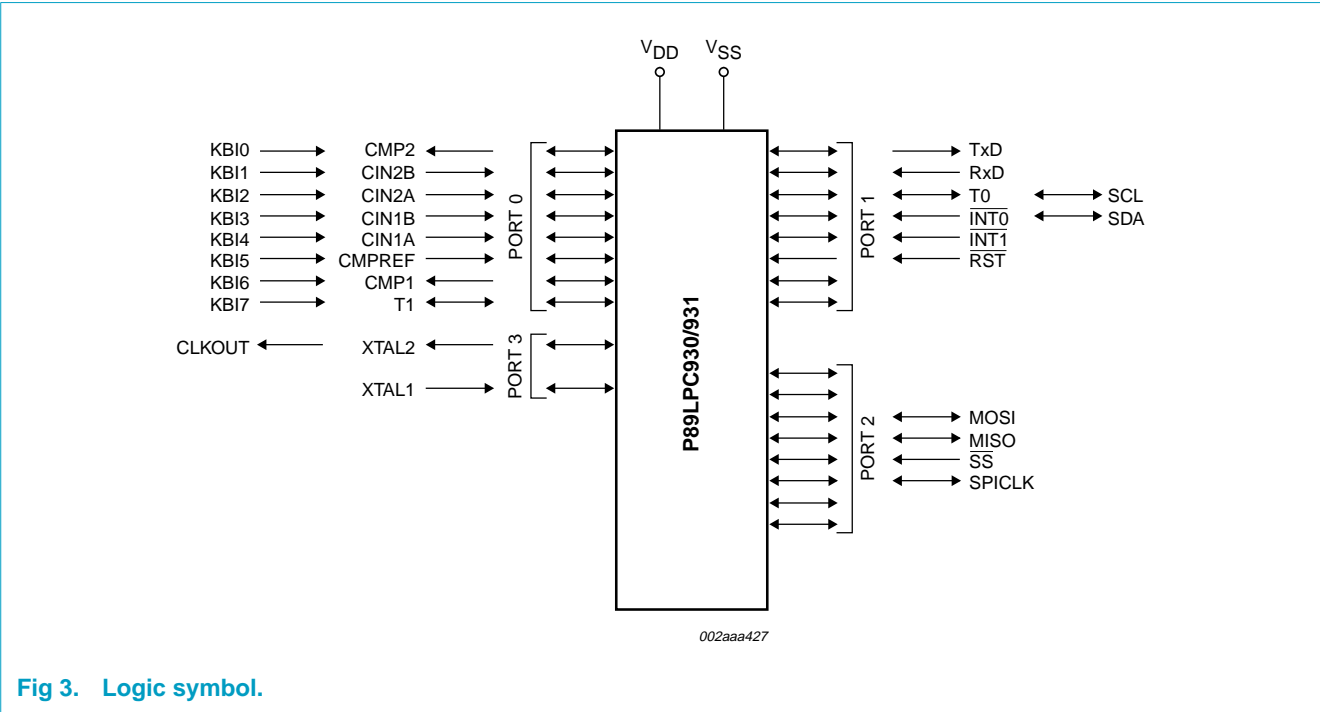 VDD VSS
KBI0 CMP2 TxD
KBI1 CIN2B RxD
KBI2 CIN2A T0 SCL
KBI3 CIN1B INT0 SDA
KBI4 CIN1A INT1
KBI5 CMPREF RST
KBI6 CMP1
KBI7 T1
PORT 0
PORT 1
CLKOUT XTAL2
XTAL1
PORT 3
P89LPC930/931
MOSI
MISO
SS
SPICLK
PORT 2
002aaa427
Fig 3. Logic symbol.